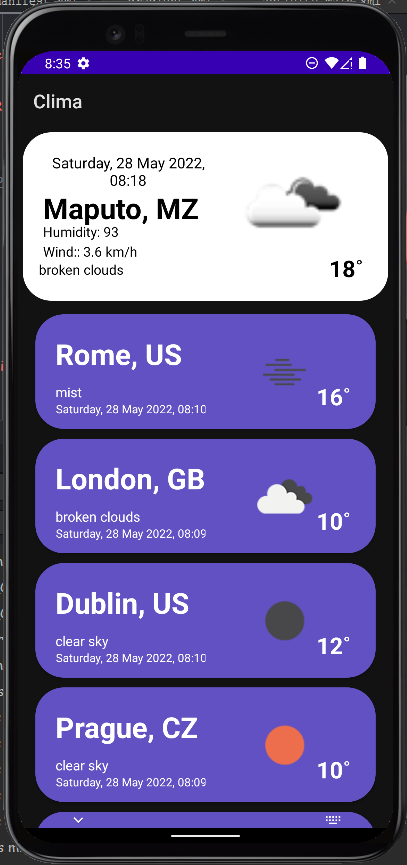 8:35
Clima
Saturday, 28 May 2022,
08:18
Maputo, MZ
Humidity: 93
Wind:: 3.6 km/h
broken clouds
18°
Rome, US
mist
16°
Saturday, 28 May 2022, 08:10
London, GB
broken clouds
10°
Saturday, 28 May 2022, 08:09
Dublin, US
clear sky
12°
Saturday, 28 May 2022, 08:10
Prague, CZ
clear sky
10°
Saturday, 28 May 2022, 08:09